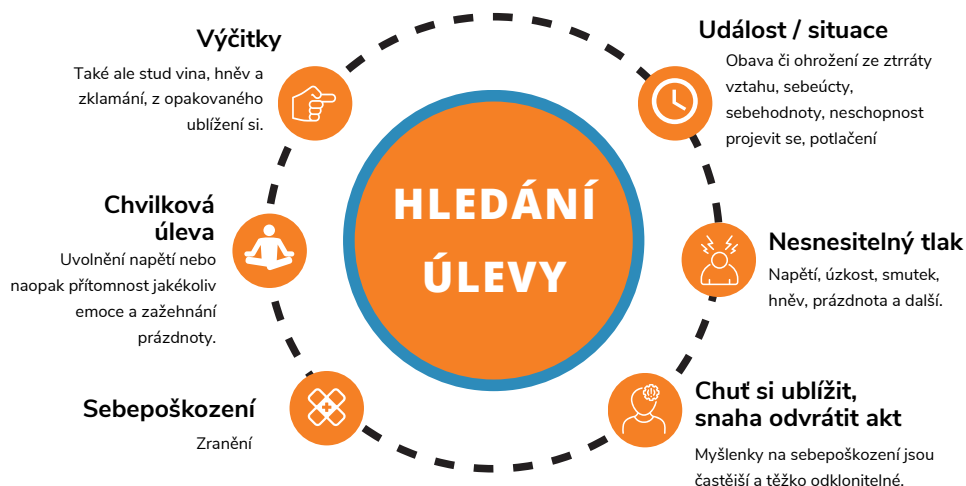 HLEDÁNÍ
ÚLEVY
Událost / situace
Obava či ohrožení ze ztrráty
vztahu, sebeúcty,
sebehodnoty, neschopnost
projevit se, potlačení
Nesnesitelný tlak
Napětí, úzkost, smutek,
hněv, prázdnota a další.
Chuť si ublížit,
snaha odvrátit akt
Myšlenky na sebepoškození jsou
častější a těžko odklonitelné.
Sebepoškození
Zranění
Chvilková
úleva
Uvolnění napětí nebo
naopak přítomnost jakékoliv
emoce a zažehnání
prázdnoty.
Výčitky
Také ale stud vina, hněv a
zklamání, z opakovaného
ublížení si.